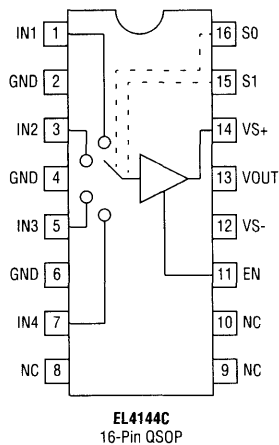 IN1 1 16 S0
GND 2 15 S1
IN2 3 14 VS+
GND 4 13 VOUT
IN3 5 12 VS-
GND 6 11 EN
IN4 7 10 NC
NC 8 9 NC
EL4144C
16-Pin QSOP